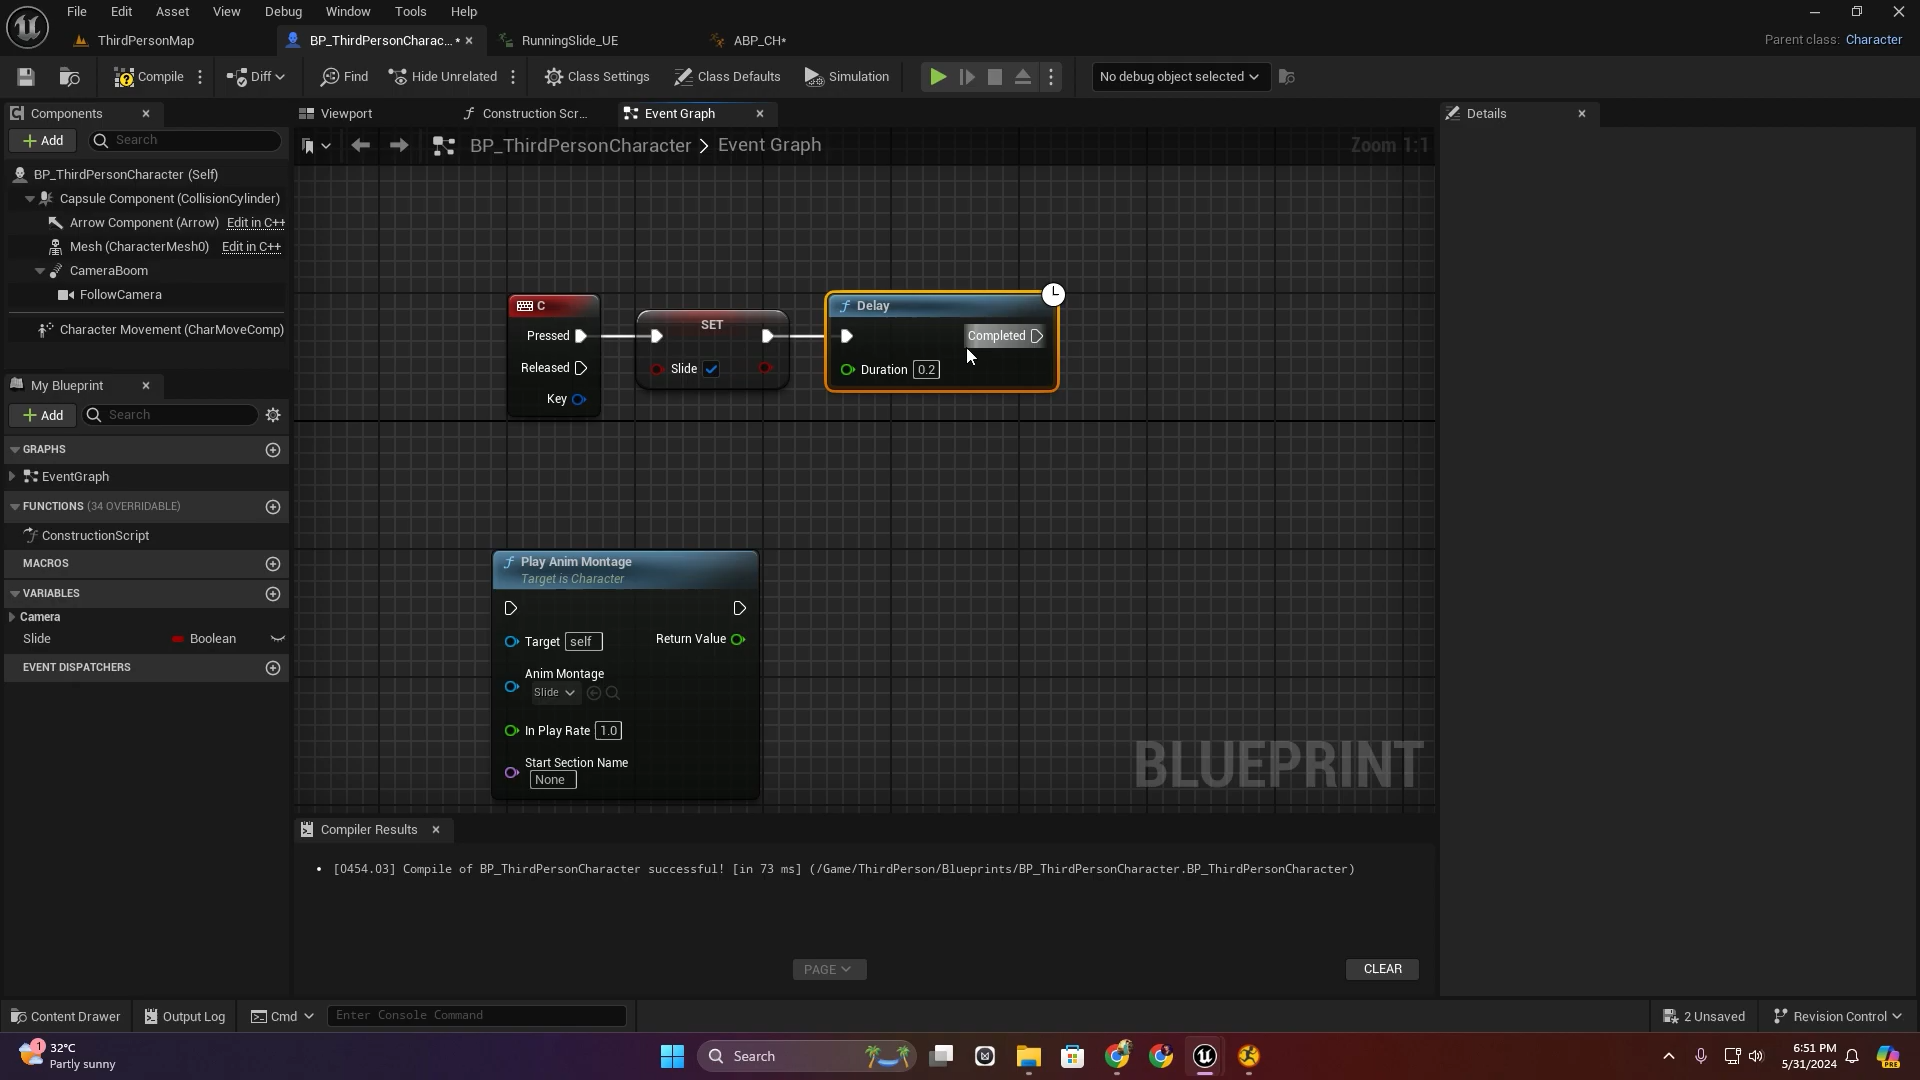 File Edit Asset View Debug Window Tools Help
ThirdPersonMap
BP_ThirdPersonCharac... *
RunningSlide_UE
ABP_CH*
Parent class: Character
Compile
Diff
Find
Hide Unrelated
Class Settings
Class Defaults
Simulation
No debug object selected
Components
Viewport
Construction Scr...
Event Graph
Details
Add
Search
BP_ThirdPersonCharacter > Event Graph
Zoom 1:1
BP_ThirdPersonCharacter (Self)
Capsule Component (CollisionCylinder)
Arrow Component (Arrow) Edit in C++
Mesh (CharacterMesh0) Edit in C++
CameraBoom
FollowCamera
Character Movement (CharMoveComp)
My Blueprint
Add
Search
GRAPHS
EventGraph
FUNCTIONS (34 OVERRIDABLE)
ConstructionScript
MACROS
VARIABLES
Camera
Slide Boolean
EVENT DISPATCHERS
C
Pressed
Released
Key
SET
Slide
Delay
Completed
Duration 0.2
Play Anim Montage
Target is Character
Target self
Return Value
Anim Montage
Slide
In Play Rate 1.0
Start Section Name
None
BLUEPRINT
Compiler Results
• [0454.03] Compile of BP_ThirdPersonCharacter successful! [in 73 ms] (/Game/ThirdPerson/Blueprints/BP_ThirdPersonCharacter.BP_ThirdPersonCharacter)
PAGE
CLEAR
Content Drawer
Output Log
Cmd
Enter Console Command
2 Unsaved
Revision Control
1
32°C
Partly sunny
Search
6:51 PM
5/31/2024
PRE